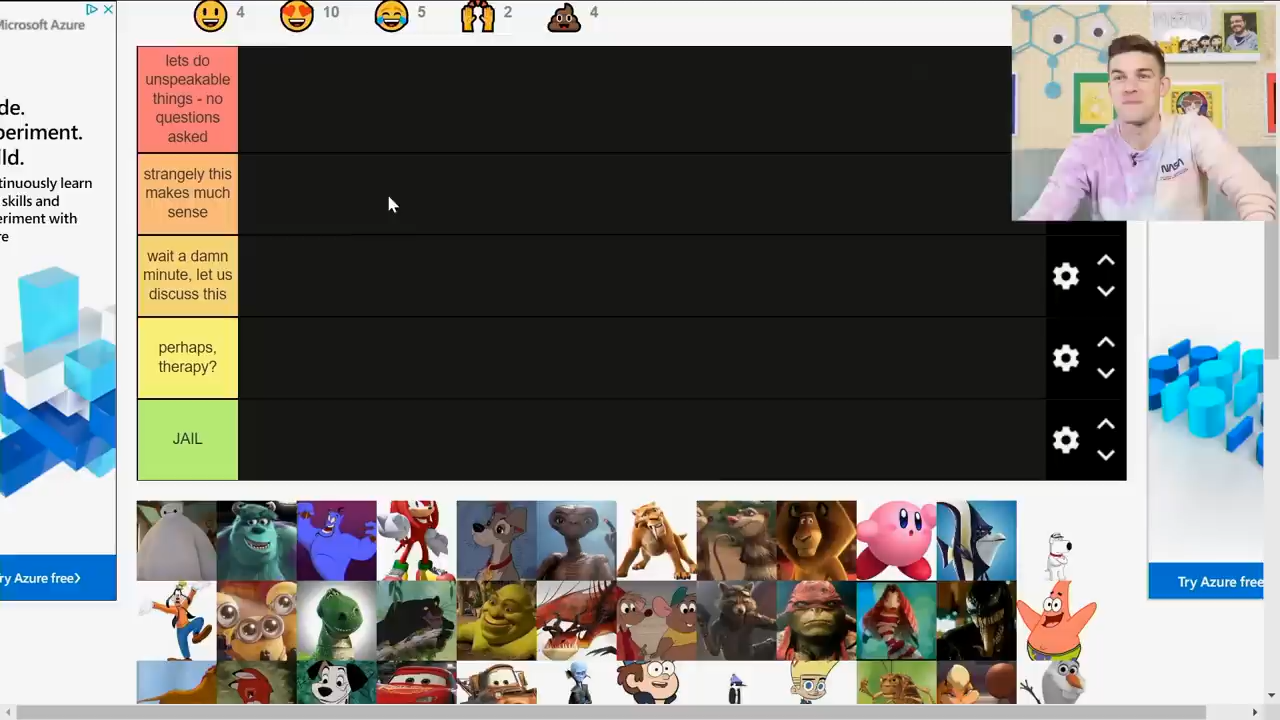 Microsoft Azure
4
10
5
2
4
de.
periment.
ld.
tinuously learn
skills and
eriment with
re
ry Azure free>
lets do
unspeakable
things - no
questions
asked
strangely this
makes much
sense
wait a damn
minute, let us
discuss this
perhaps,
therapy?
JAIL
NASA
Try Azure free